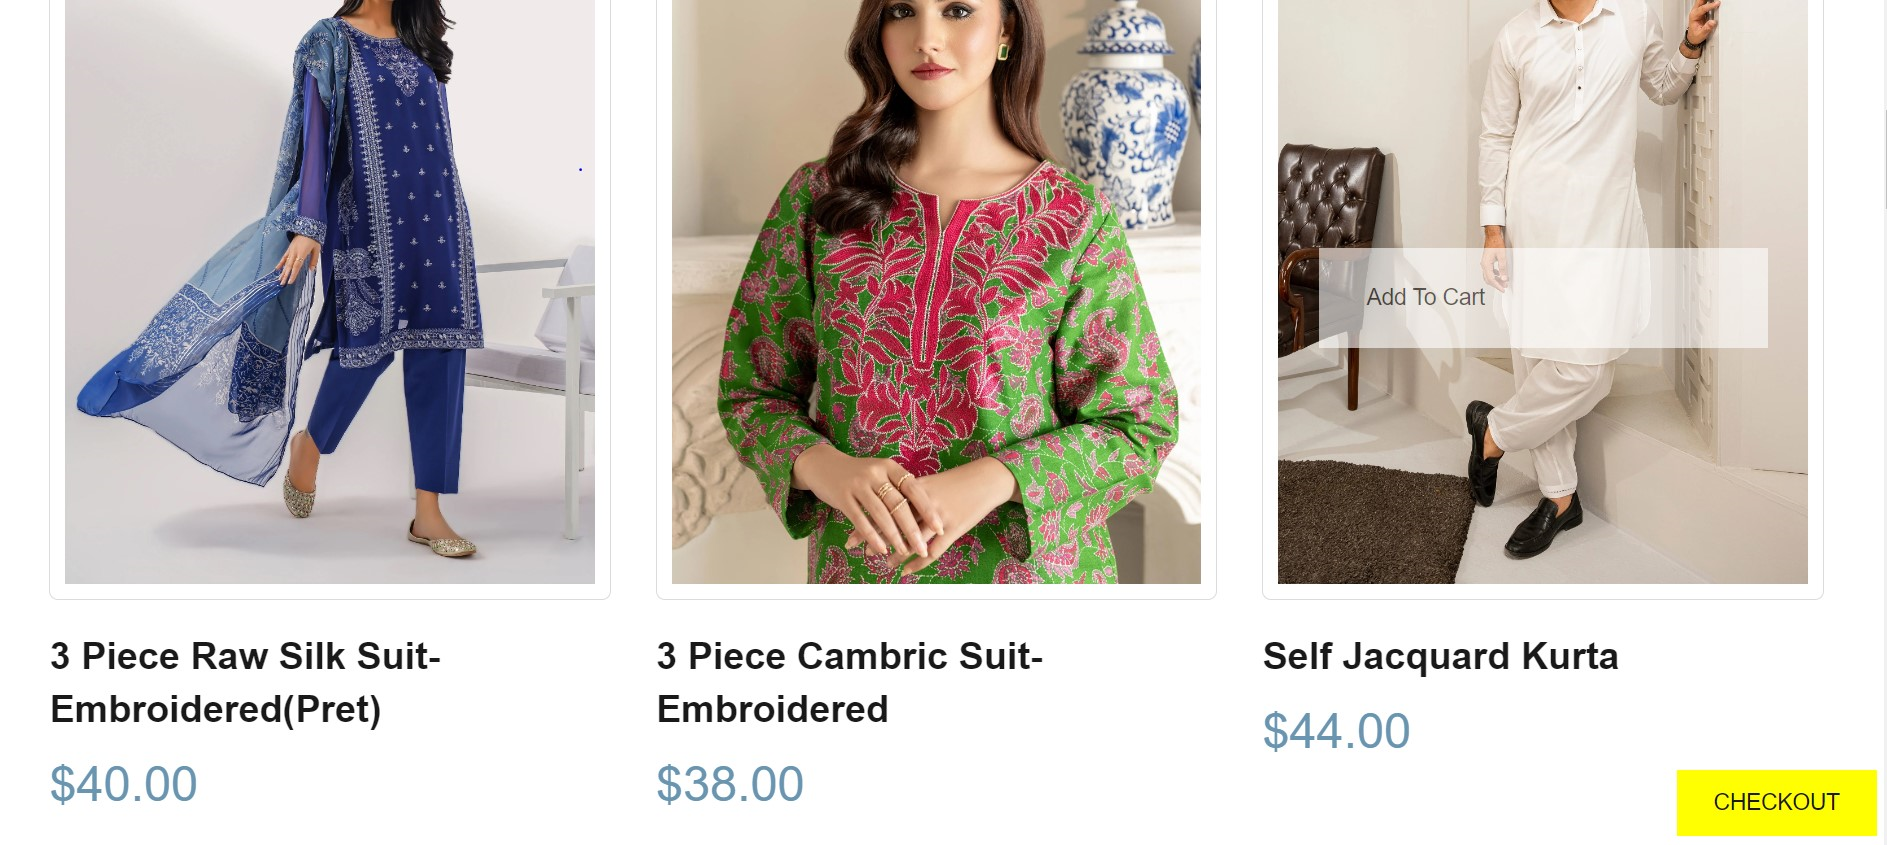 Add To Cart
3 Piece Raw Silk Suit-
Embroidered(Pret)
$40.00
3 Piece Cambric Suit-
Embroidered
$38.00
Self Jacquard Kurta
$44.00
CHECKOUT